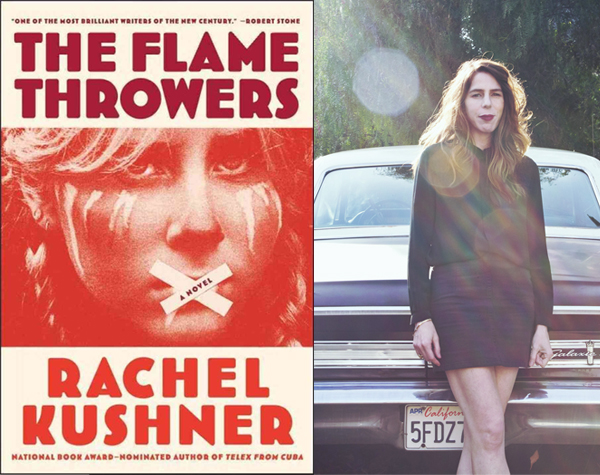 "ONE OF THE MOST BRILLIANT WRITERS OF THE NEW CENTURY." —ROBERT STONE
THE FLAME
THROWERS
A NOVEL
RACHEL
KUSHNER
NATIONAL BOOK AWARD–NOMINATED AUTHOR OF TELEX FROM CUBA
Galaxie
APR California
5FDZ7